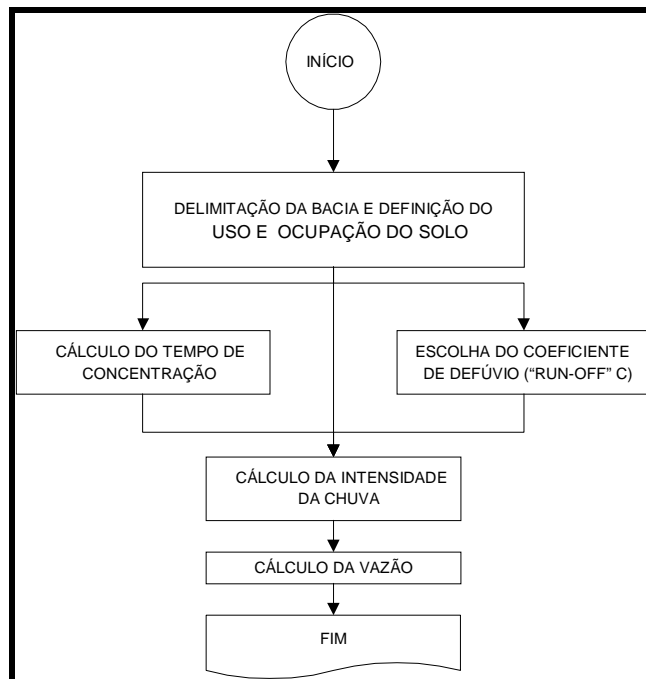 INÍCIO
DELIMITAÇÃO DA BACIA E DEFINIÇÃO DO
USO E OCUPAÇÃO DO SOLO
CÁLCULO DO TEMPO DE
CONCENTRAÇÃO
ESCOLHA DO COEFICIENTE
DE DEFÚVIO (“RUN-OFF” C)
CÁLCULO DA INTENSIDADE
DA CHUVA
CÁLCULO DA VAZÃO
FIM